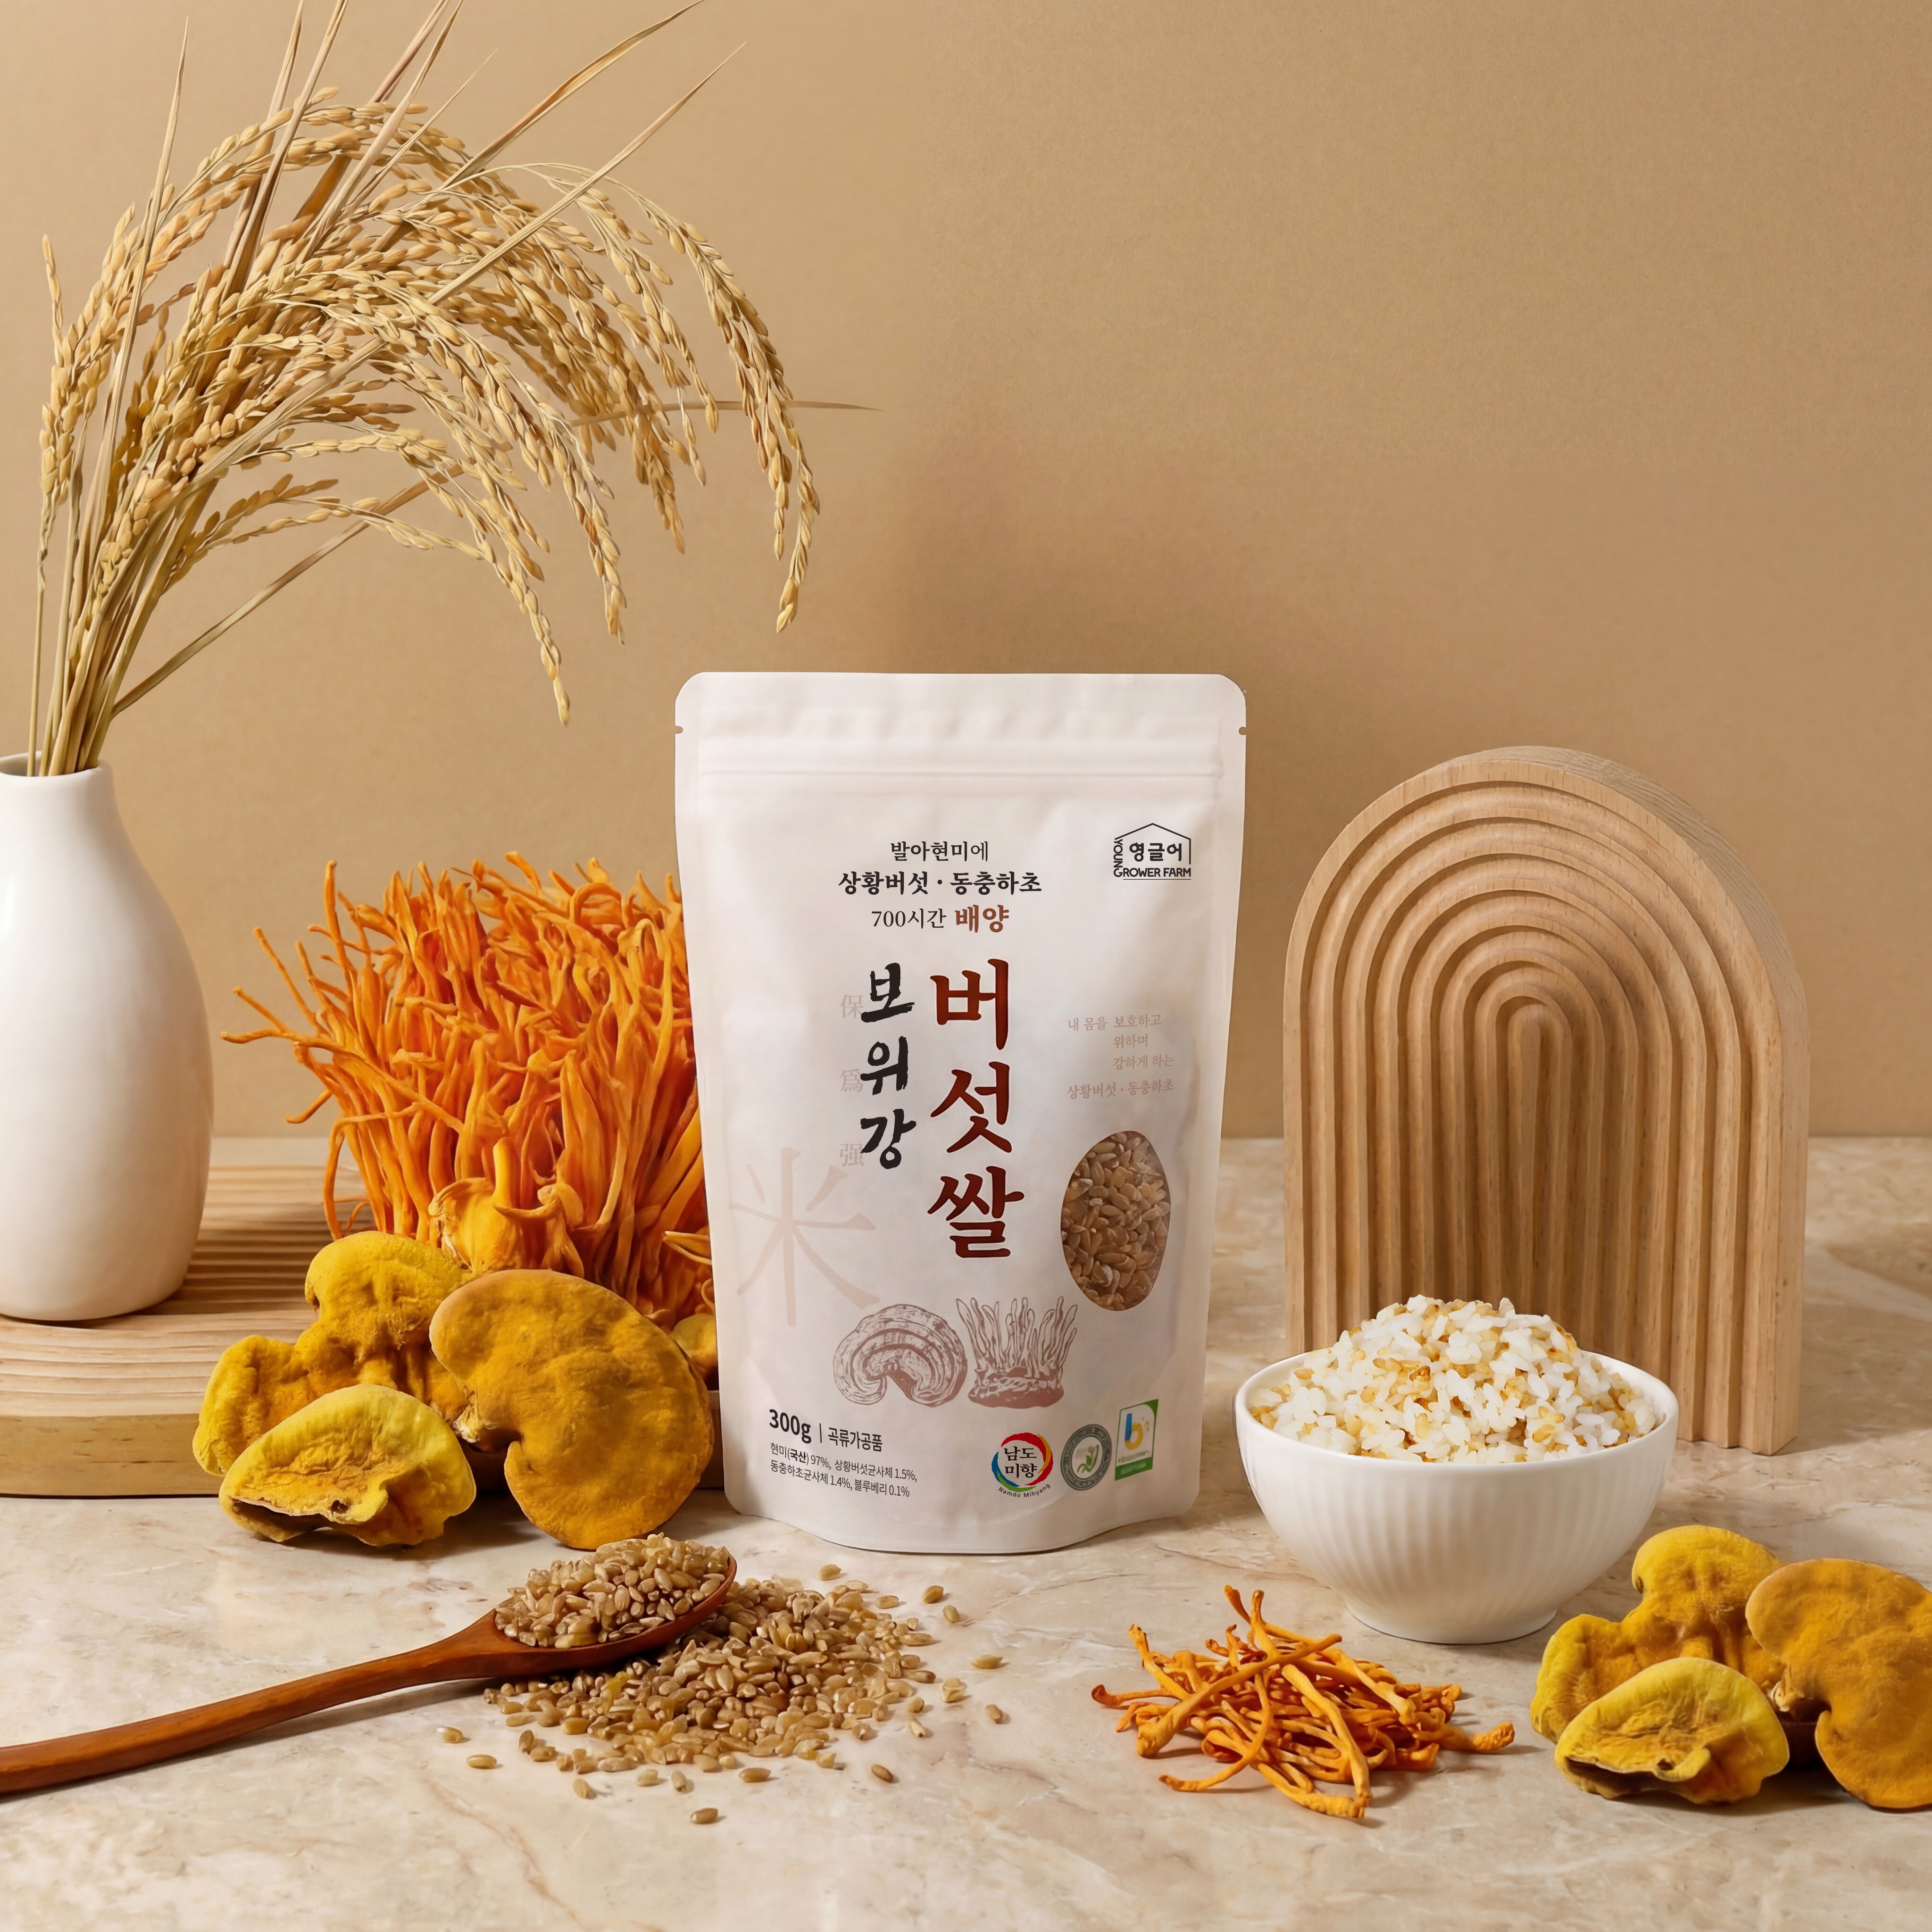 발아현미에
상황버섯 · 동충하초
700시간 배양
영글어
YOUNG
GROWER FARM
버섯쌀
보위강
保爲强
내 몸을 보호하고
위하며
강하게 하는
상황버섯 · 동충하초
米
300g | 곡류가공품
현미(국산) 97%, 상황버섯균사체 1.5%,
동충하초균사체 1.4%, 블루베리 0.1%
남도
미향
Namdo Mihyang
b